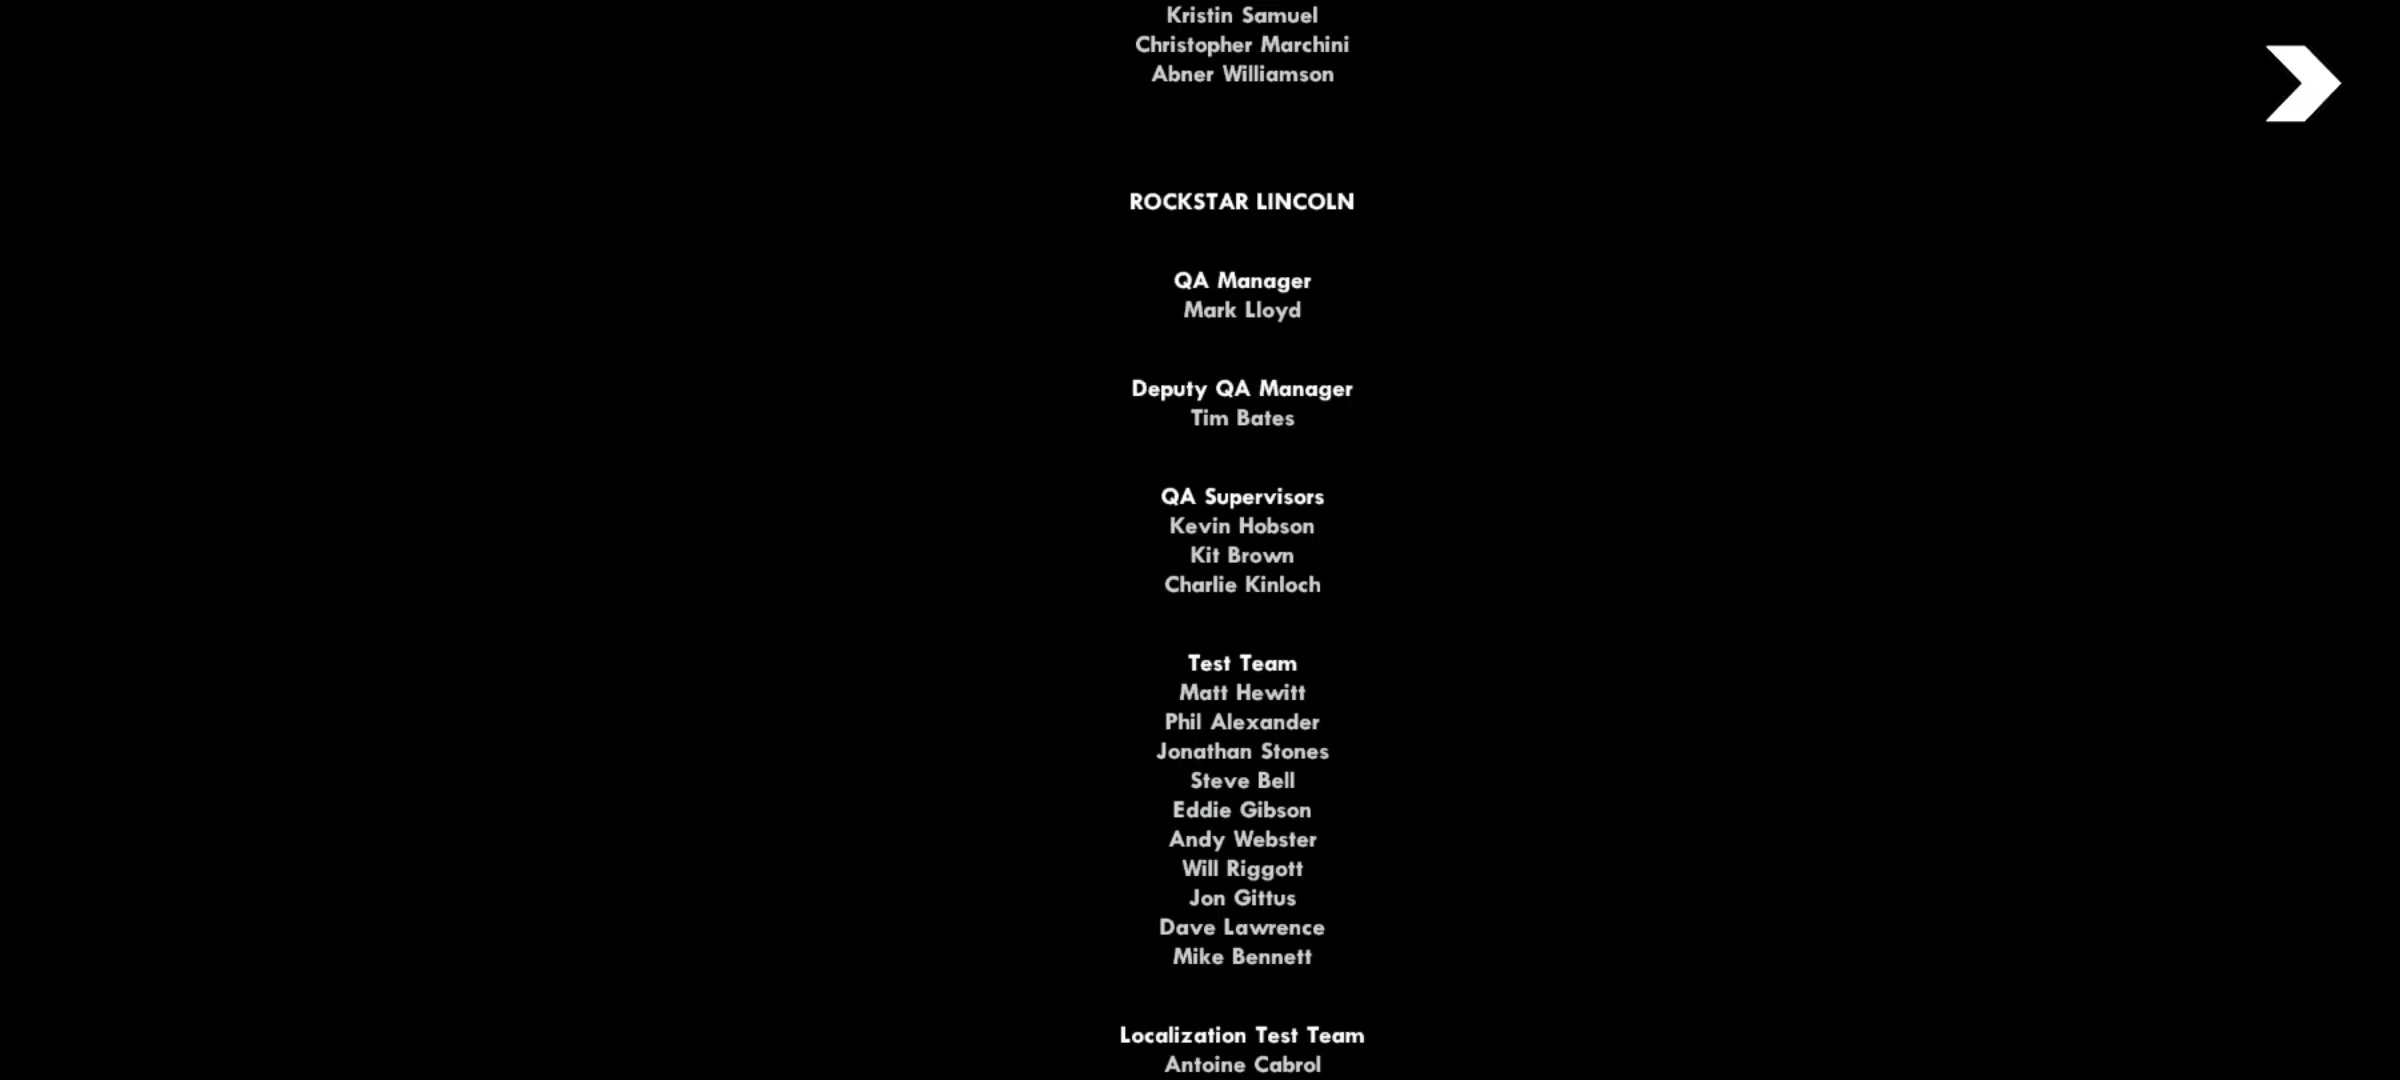 Kristin Samuel
Christopher Marchini
Abner Williamson
ROCKSTAR LINCOLN
QA Manager
Mark Lloyd
Deputy QA Manager
Tim Bates
QA Supervisors
Kevin Hobson
Kit Brown
Charlie Kinloch
Test Team
Matt Hewitt
Phil Alexander
Jonathan Stones
Steve Bell
Eddie Gibson
Andy Webster
Will Riggott
Jon Gittus
Dave Lawrence
Mike Bennett
Localization Test Team
Antoine Cabrol